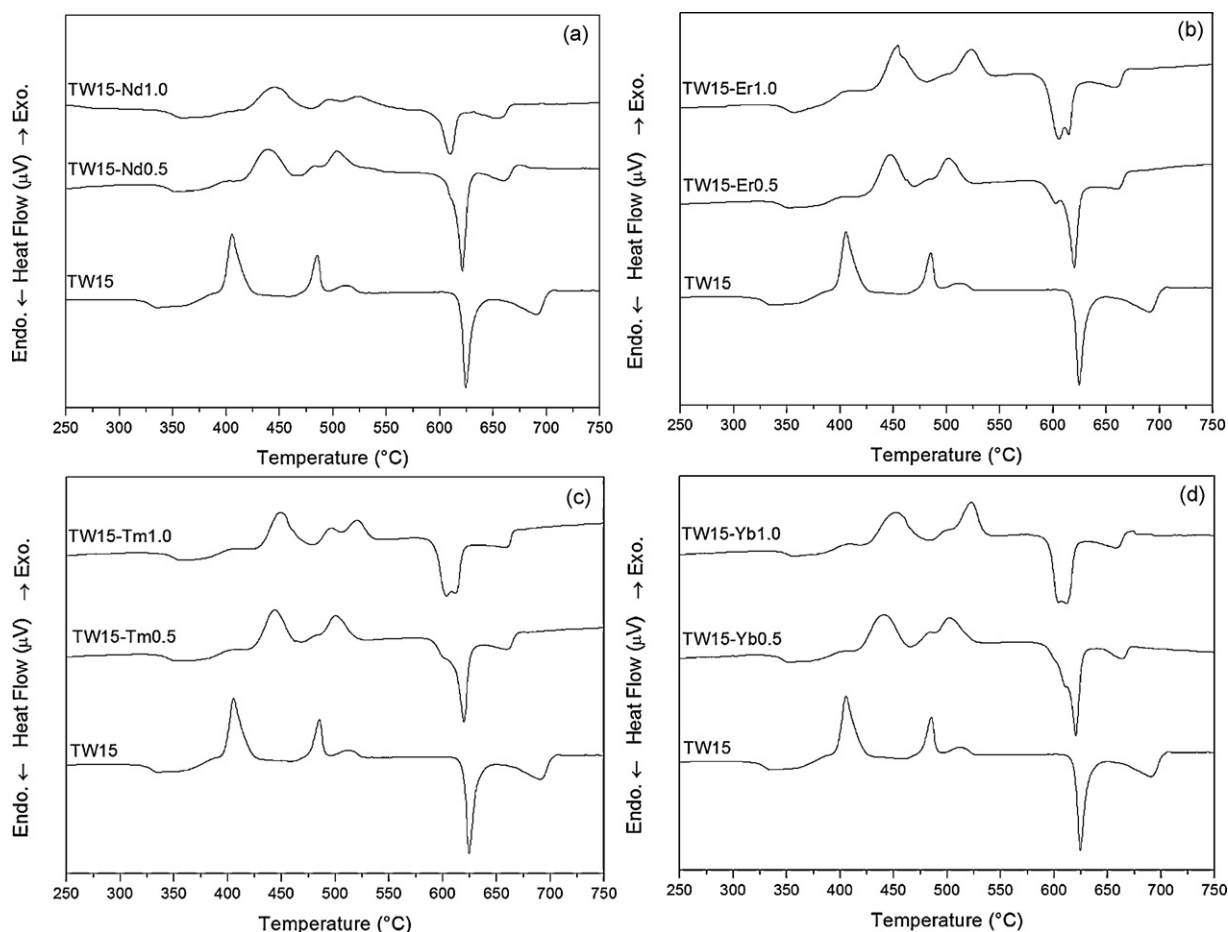 (a)
TW15-Nd1.0
TW15-Nd0.5
TW15
Endo. ← Heat Flow (μV) → Exo.
250 300 350 400 450 500 550 600 650 700 750
Temperature (°C)
(b)
TW15-Er1.0
TW15-Er0.5
TW15
Endo. ← Heat Flow (μV) → Exo.
250 300 350 400 450 500 550 600 650 700 750
Temperature (°C)
(c)
TW15-Tm1.0
TW15-Tm0.5
TW15
Endo. ← Heat Flow (μV) → Exo.
250 300 350 400 450 500 550 600 650 700 750
Temperature (°C)
(d)
TW15-Yb1.0
TW15-Yb0.5
TW15
Endo. ← Heat Flow (μV) → Exo.
250 300 350 400 450 500 550 600 650 700 750
Temperature (°C)